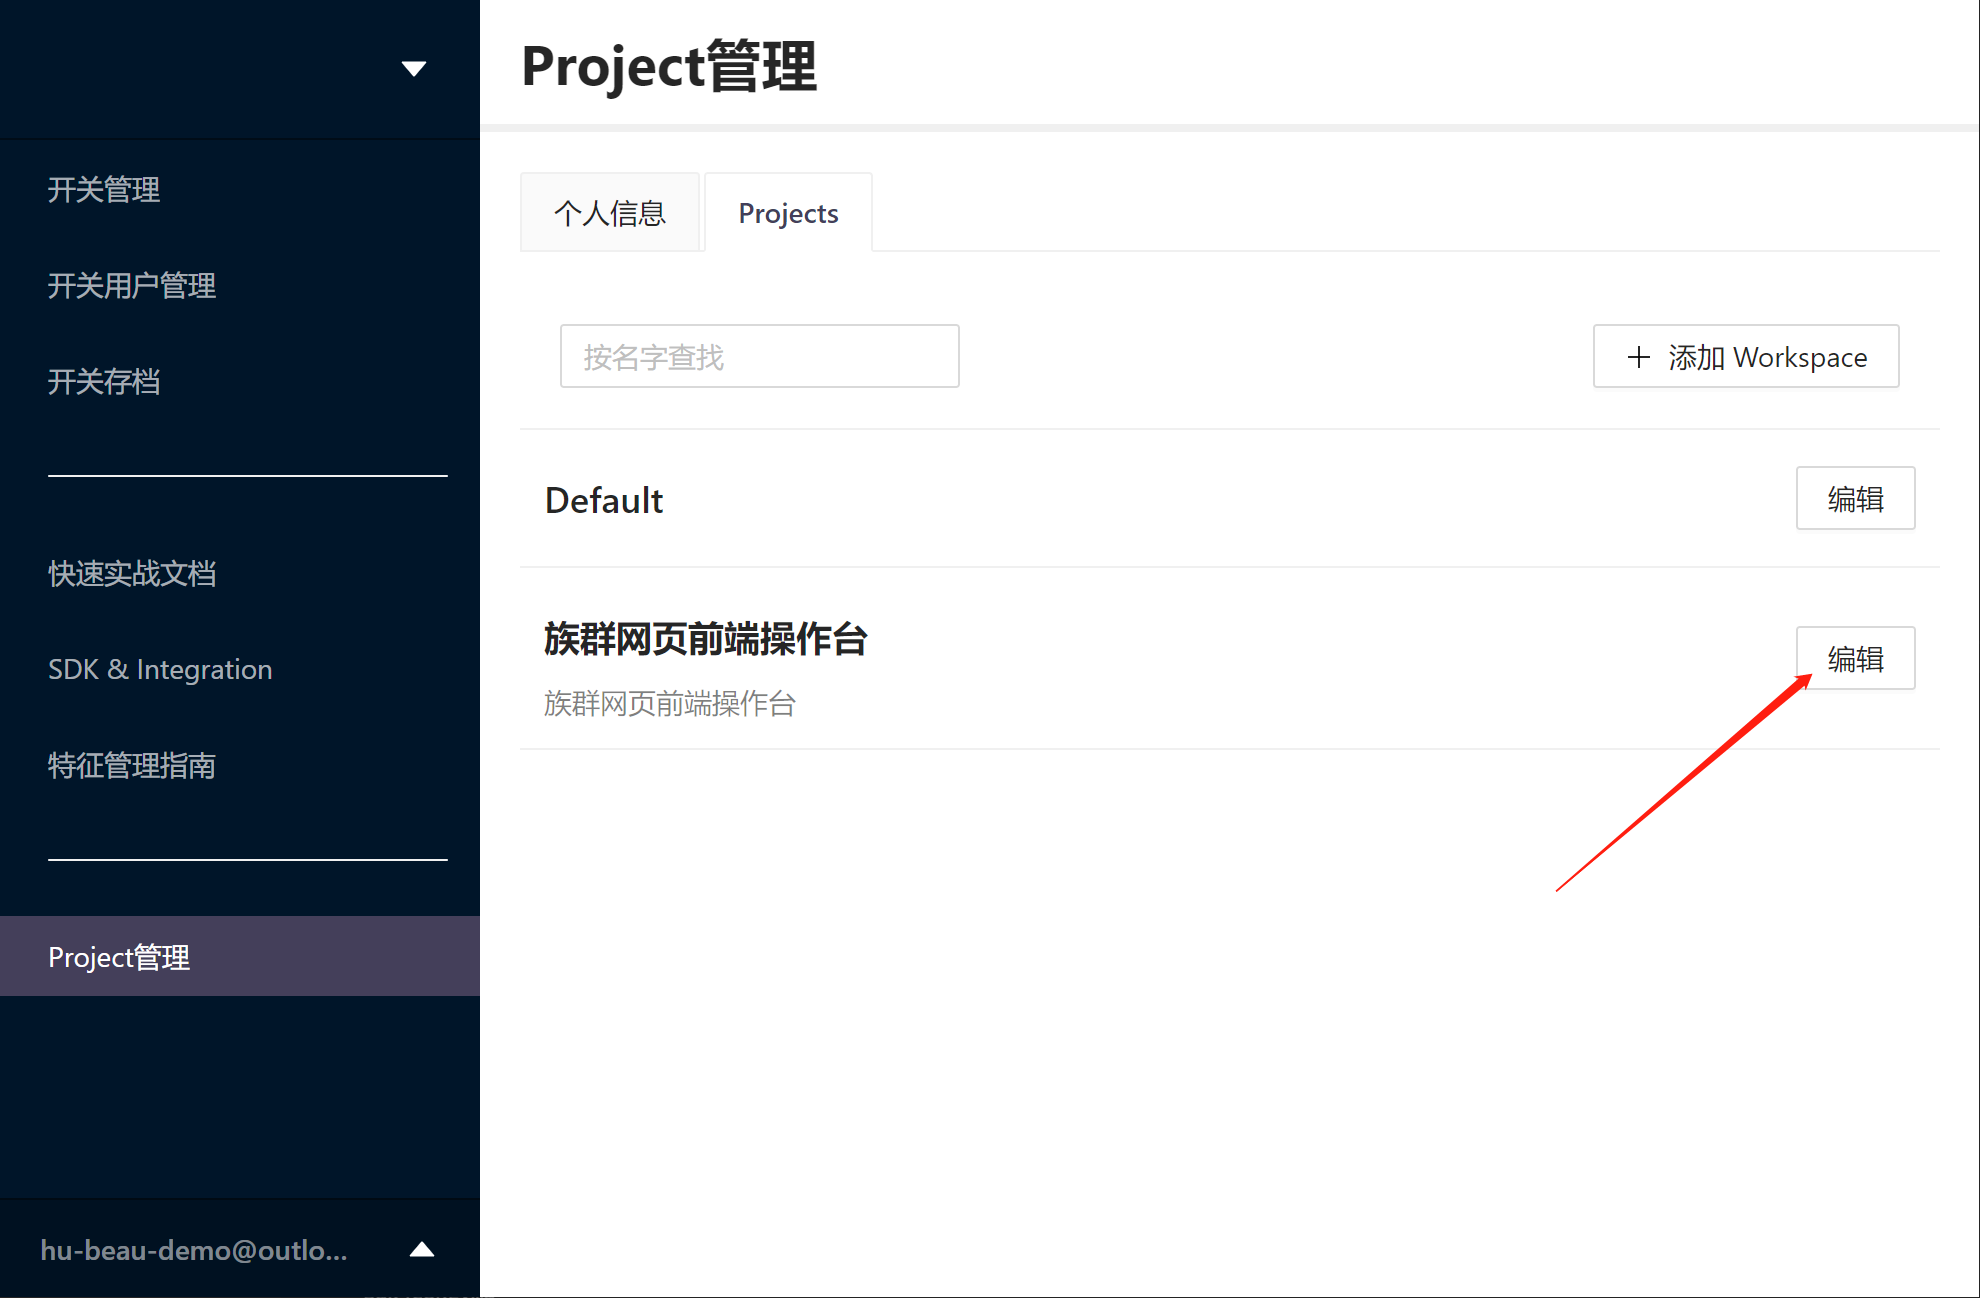 Project管理
开关管理
开关用户管理
开关存档
快速实战文档
SDK & Integration
特征管理指南
Project管理
hu-beau-demo@outlo...
个人信息
Projects
按名字查找
添加 Workspace
Default
编辑
族群网页前端操作台
族群网页前端操作台
编辑